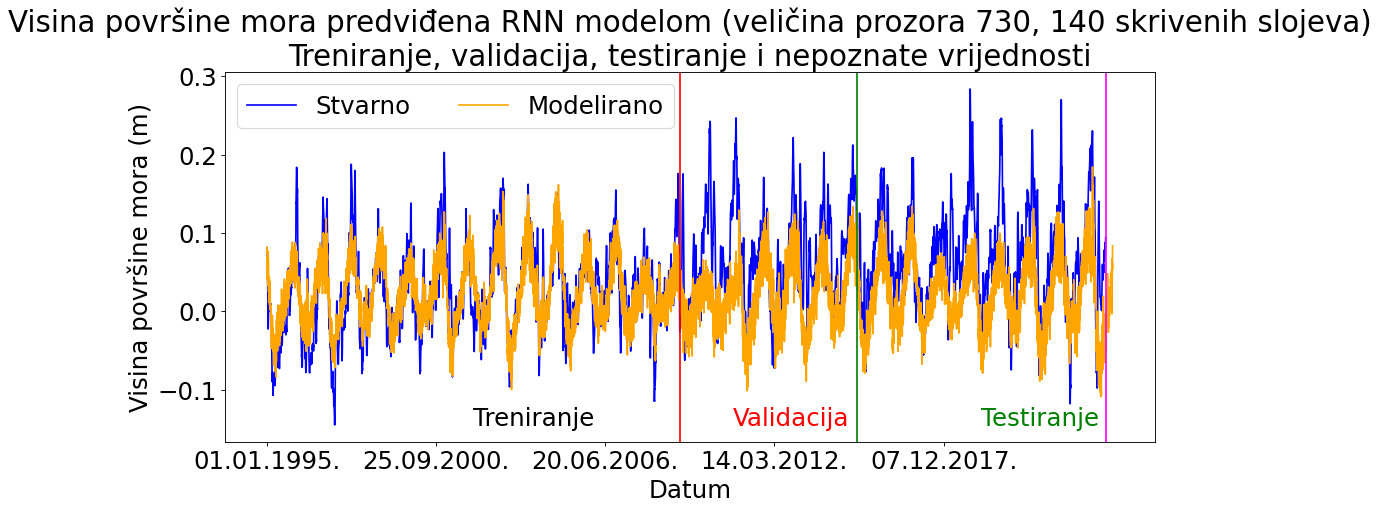 Visina površine mora predviđena RNN modelom (veličina prozora 730, 140 skrivenih slojeva)
Treniranje, validacija, testiranje i nepoznate vrijednosti
Stvarno
Modelirano
Visina površine mora (m)
0.3
0.2
0.1
0.0
−0.1
Treniranje
Validacija
Testiranje
01.01.1995.
25.09.2000.
20.06.2006.
14.03.2012.
07.12.2017.
Datum